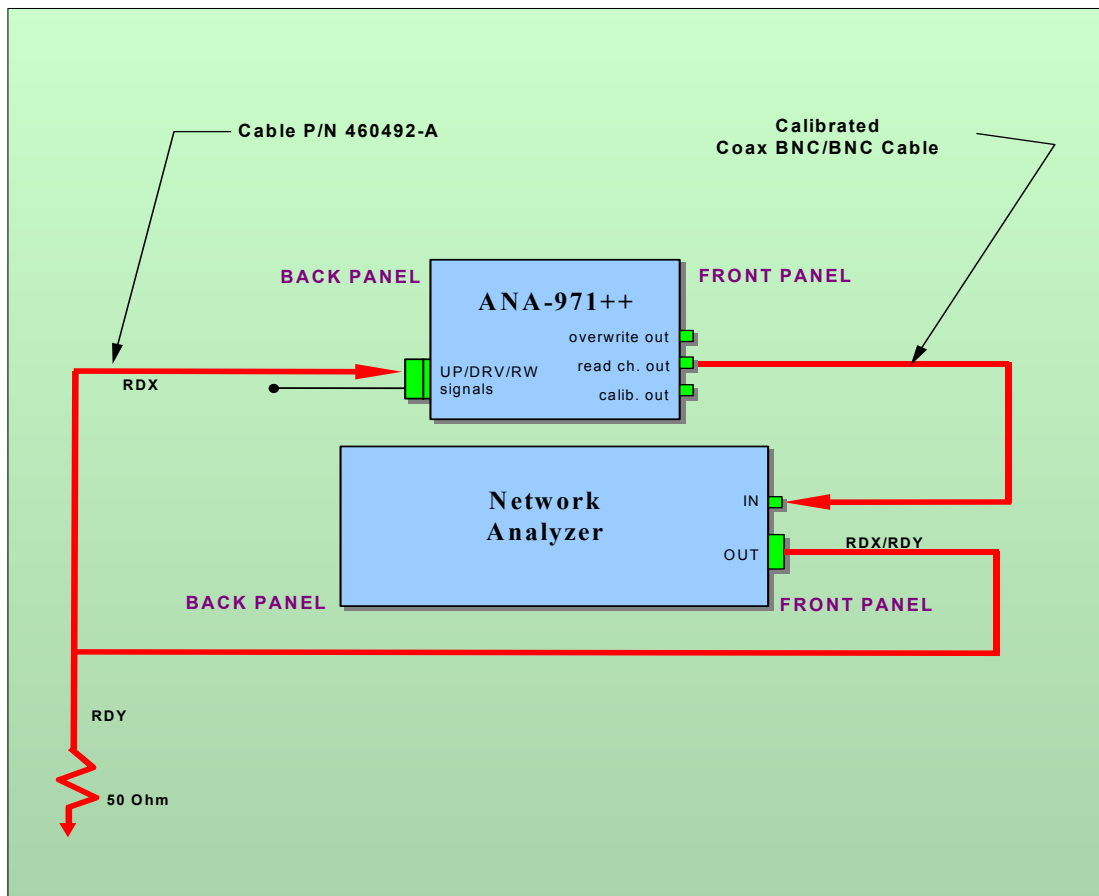 Cable P/N 460492-A
Calibrated
Coax BNC/BNC Cable
BACK PANEL
FRONT PANEL
ANA-971++
overwrite out
read ch. out
calib. out
UP/DRV/RW
signals
RDX
Network
Analyzer
IN
OUT
RDX/RDY
BACK PANEL
FRONT PANEL
RDY
50 Ohm